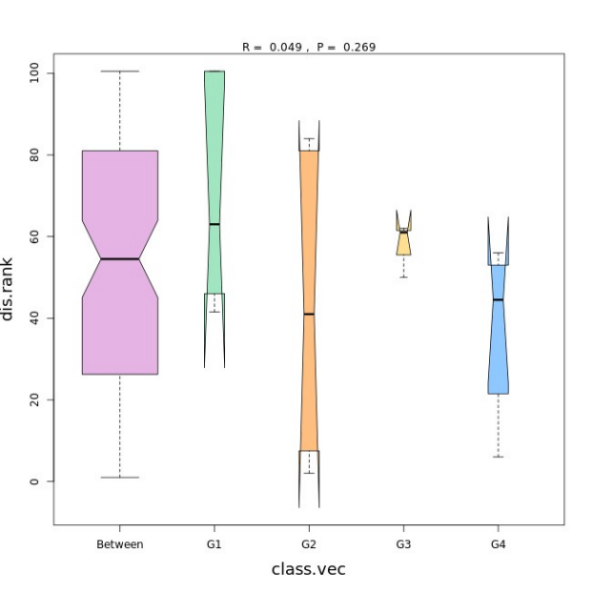 R = 0.049 , P = 0.269
100
80
60
40
20
0
dis.rank
Between G1 G2 G3 G4
class.vec